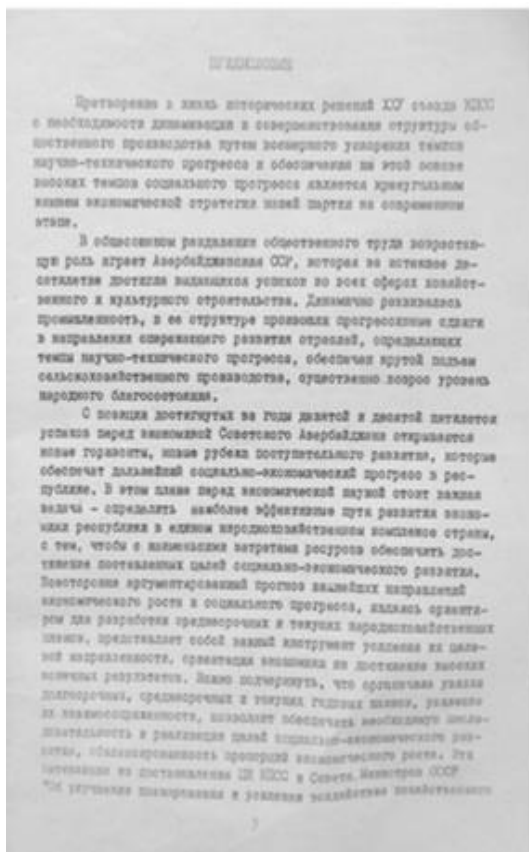 ПРЕДИСЛОВИЕ
Претворение в жизнь исторических решений ХХУ съезда КПСС
о необходимости динамизации и совершенствования структуры об-
щественного производства путем всемерного ускорения темпов
научно-технического прогресса и обеспечения на этой основе
высоких темпов социального прогресса является краеугольным
камнем экономической стратегии нашей партии на современном
этапе.
В общесоюзном разделении общественного труда возрастаю-
щую роль играет Азербайджанская ССР, которая за истекшее де-
сятилетие достигла выдающихся успехов во всех сферах хозяйст-
венного и культурного строительства. Динамично развивалась
промышленность, в ее структуре произошли прогрессивные сдвиги
в направлении опережающего развития отраслей, определяющих
темпы научно-технического прогресса, обеспечен крутой подъем
сельскохозяйственного производства, существенно возрос уровень
народного благосостояния.
С позиции достигнутых за годы девятой и десятой пятилеток
успехов перед экономикой Советского Азербайджана открываются
новые горизонты, новые рубежи поступательного развития, которые
обеспечат дальнейший социально-экономический прогресс в рес-
публике. В этом плане перед экономической наукой стоит важная
задача - определить наиболее эффективные пути развития эконо-
мики республики в едином народнохозяйственном комплексе страны,
с тем, чтобы с наименьшими затратами ресурсов обеспечить дос-
тижение поставленных целей социально-экономического развития.
Всесторонне аргументированный прогноз важнейших направлений
экономического роста и социального прогресса, являясь ориенти-
ром для разработки среднесрочных и текущих народнохозяйственных
планов, представляет собой важный инструмент усиления их целе-
вой направленности, ориентации экономики на достижение высоких
конечных результатов. Важно подчеркнуть, что органичная увязка
долгосрочных, среднесрочных и текущих годовых планов, усиление
их взаимосопряженности, позволит обеспечить необходимую после-
довательность в реализации целей социально-экономического раз-
вития, сбалансированность пропорций экономического роста. Эта
из постановления ЦК КПСС и Совета Министров СССР
"Об улучшении планирования и усилении воздействия хозяйственного